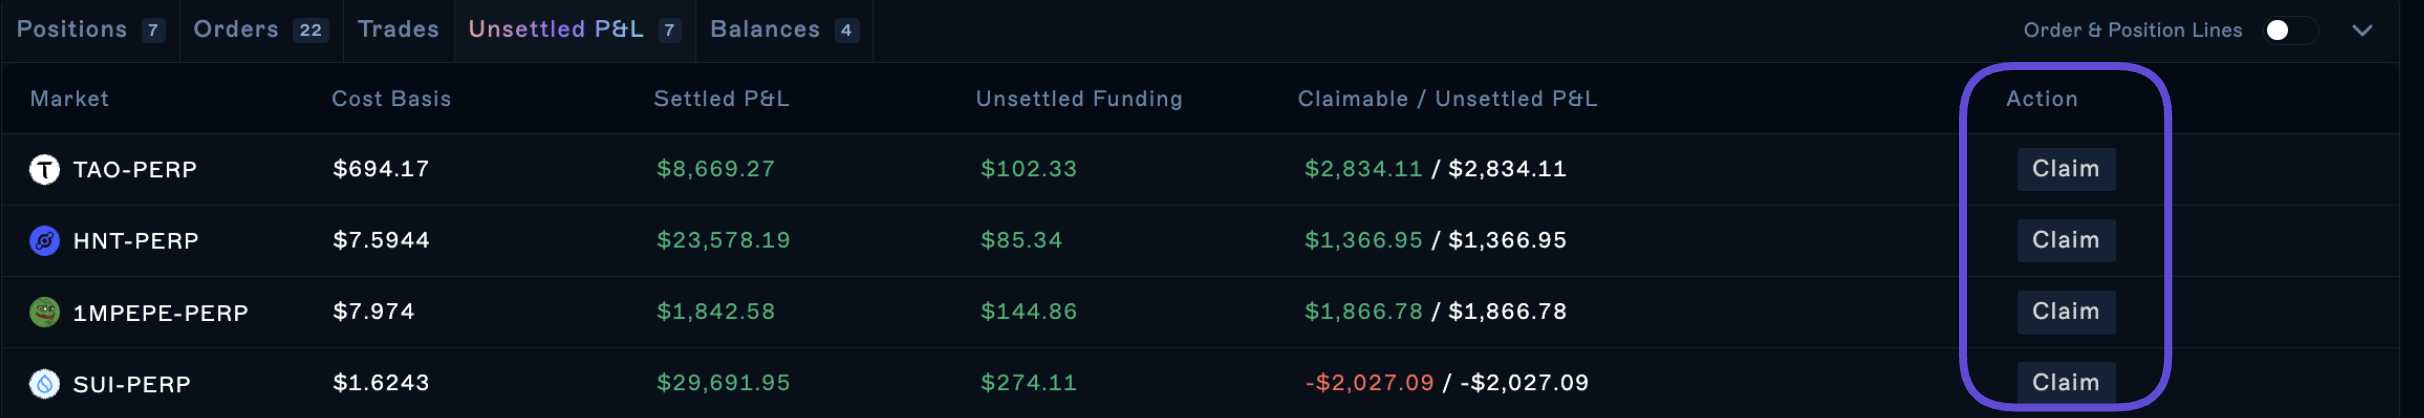 Positions 7 Orders 22 Trades Unsettled P&L 7 Balances 4 Order & Position Lines
Market Cost Basis Settled P&L Unsettled Funding Claimable / Unsettled P&L Action
TAO-PERP $694.17 $8,669.27 $102.33 $2,834.11 / $2,834.11 Claim
HNT-PERP $7.5944 $23,578.19 $85.34 $1,366.95 / $1,366.95 Claim
1MPEPE-PERP $7.974 $1,842.58 $144.86 $1,866.78 / $1,866.78 Claim
SUI-PERP $1.6243 $29,691.95 $274.11 -$2,027.09 / -$2,027.09 Claim